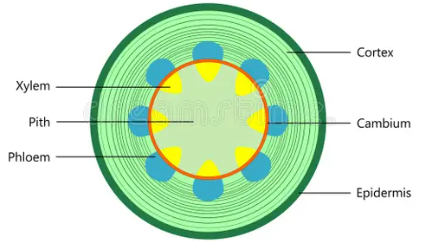 Cortex
Xylem
Pith
Cambium
Phloem
Epidermis